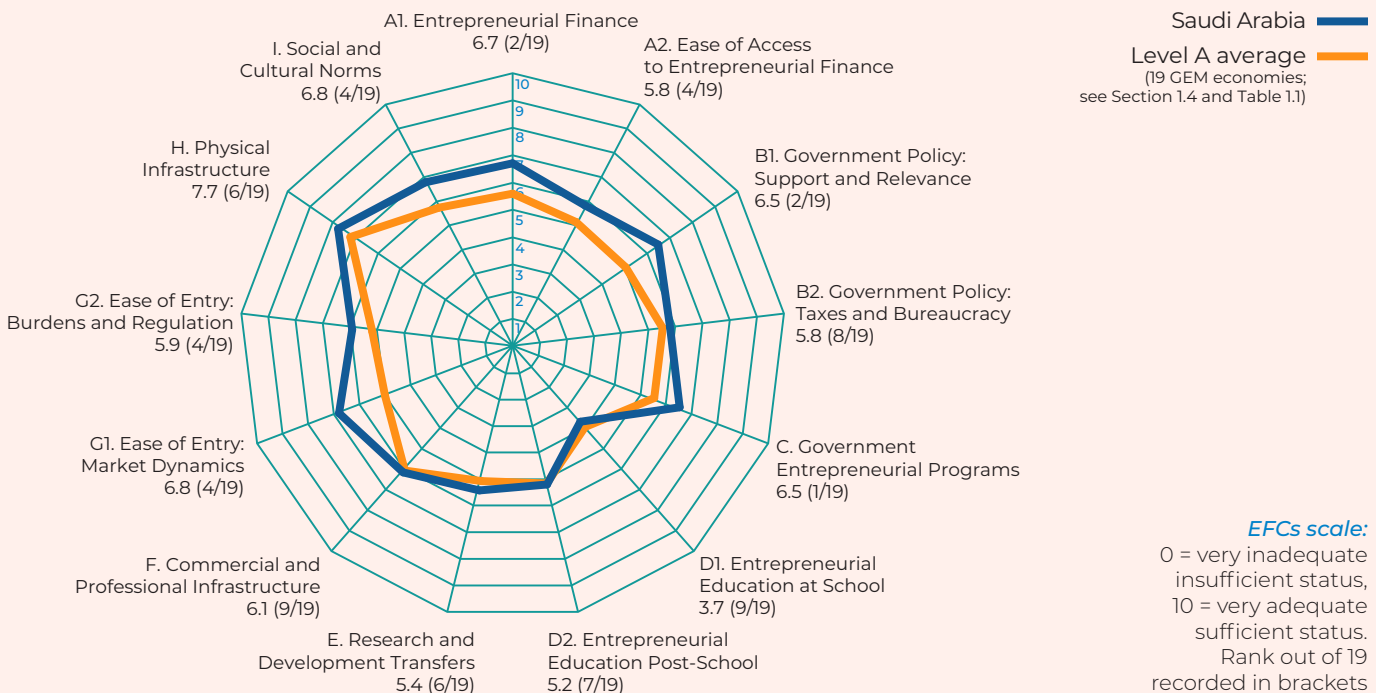 A1. Entrepreneurial Finance
6.7 (2/19)
A2. Ease of Access
to Entrepreneurial Finance
5.8 (4/19)
B1. Government Policy:
Support and Relevance
6.5 (2/19)
B2. Government Policy:
Taxes and Bureaucracy
5.8 (8/19)
C. Government
Entrepreneurial Programs
6.5 (1/19)
D1. Entrepreneurial
Education at School
3.7 (9/19)
D2. Entrepreneurial
Education Post-School
5.2 (7/19)
E. Research and
Development Transfers
5.4 (6/19)
F. Commercial and
Professional Infrastructure
6.1 (9/19)
G1. Ease of Entry:
Market Dynamics
6.8 (4/19)
G2. Ease of Entry:
Burdens and Regulation
5.9 (4/19)
H. Physical
Infrastructure
7.7 (6/19)
I. Social and
Cultural Norms
6.8 (4/19)
10
9
8
7
6
5
4
3
2
1
Saudi Arabia
Level A average
(19 GEM economies;
see Section 1.4 and Table 1.1)
EFCs scale:
0 = very inadequate
insufficient status,
10 = very adequate
sufficient status.
Rank out of 19
recorded in brackets